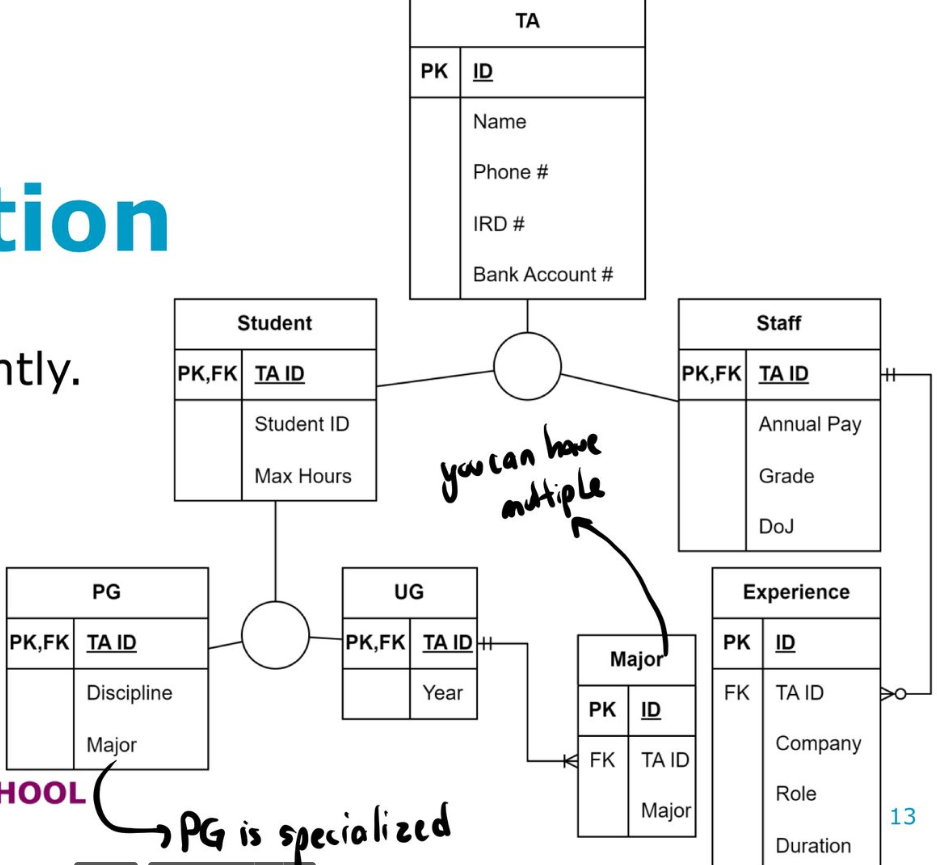 TA
PK ID
Name
Phone #
IRD #
Bank Account #
tion
ntly.
Student
PK,FK TA ID
Student ID
Max Hours
Staff
PK,FK TA ID
Annual Pay
Grade
DoJ
you can have
multiple
PG
PK,FK TA ID
Discipline
Major
UG
PK,FK TA ID
Year
Major
PK ID
FK TA ID
Major
Experience
PK ID
FK TA ID
Company
Role
Duration
HOOL
PG is specialized
13